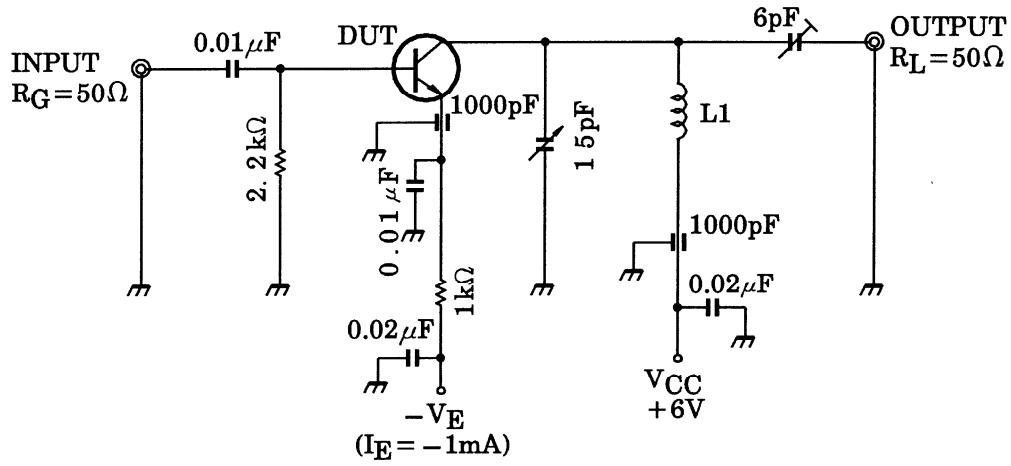 INPUT
R_G=50Ω
0.01μF
2.2kΩ
DUT
1000pF
0.01μF
1kΩ
0.02μF
−V_E
(I_E=−1mA)
15pF
6pF
L1
1000pF
0.02μF
V_CC
+6V
OUTPUT
R_L=50Ω